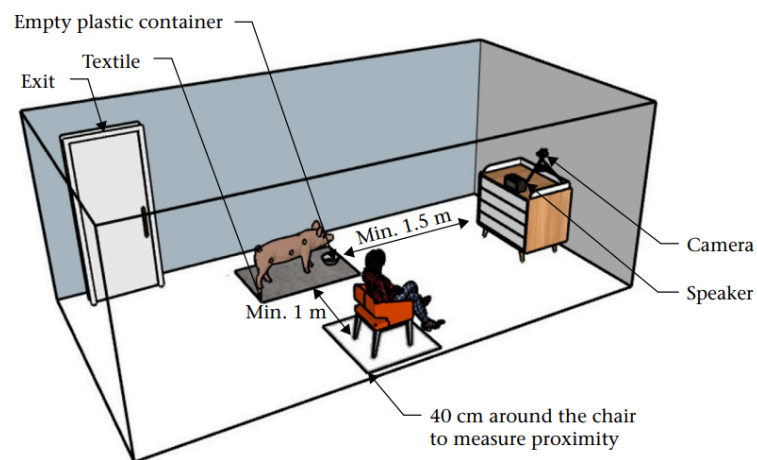 Empty plastic container
Textile
Exit
Min. 1.5 m
Camera
Speaker
Min. 1 m
40 cm around the chair
to measure proximity